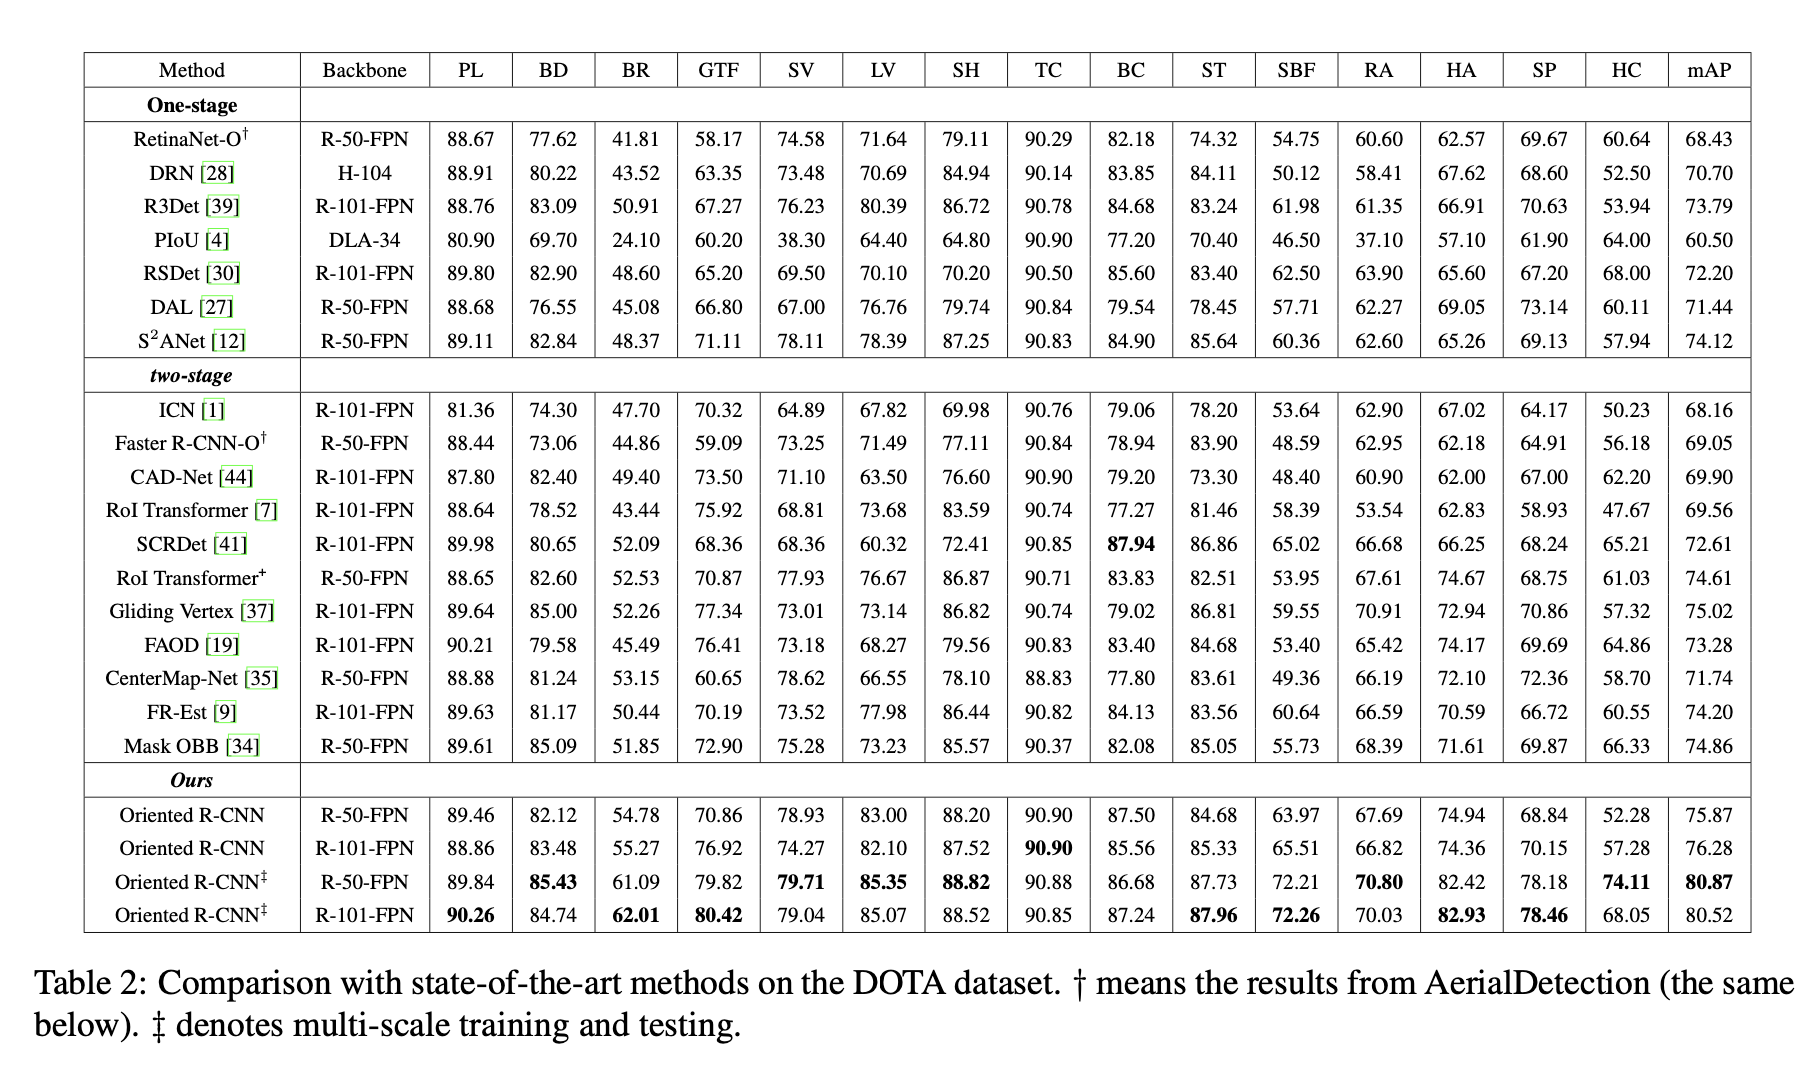 Method Backbone PL BD BR GTF SV LV SH TC BC ST SBF RA HA SP HC mAP
One-stage
RetinaNet-O† R-50-FPN 88.67 77.62 41.81 58.17 74.58 71.64 79.11 90.29 82.18 74.32 54.75 60.60 62.57 69.67 60.64 68.43
DRN [28] H-104 88.91 80.22 43.52 63.35 73.48 70.69 84.94 90.14 83.85 84.11 50.12 58.41 67.62 68.60 52.50 70.70
R3Det [39] R-101-FPN 88.76 83.09 50.91 67.27 76.23 80.39 86.72 90.78 84.68 83.24 61.98 61.35 66.91 70.63 53.94 73.79
PIoU [4] DLA-34 80.90 69.70 24.10 60.20 38.30 64.40 64.80 90.90 77.20 70.40 46.50 37.10 57.10 61.90 64.00 60.50
RSDet [30] R-101-FPN 89.80 82.90 48.60 65.20 69.50 70.10 70.20 90.50 85.60 83.40 62.50 63.90 65.60 67.20 68.00 72.20
DAL [27] R-50-FPN 88.68 76.55 45.08 66.80 67.00 76.76 79.74 90.84 79.54 78.45 57.71 62.27 69.05 73.14 60.11 71.44
S²ANet [12] R-50-FPN 89.11 82.84 48.37 71.11 78.11 78.39 87.25 90.83 84.90 85.64 60.36 62.60 65.26 69.13 57.94 74.12
two-stage
ICN [1] R-101-FPN 81.36 74.30 47.70 70.32 64.89 67.82 69.98 90.76 79.06 78.20 53.64 62.90 67.02 64.17 50.23 68.16
Faster R-CNN-O† R-50-FPN 88.44 73.06 44.86 59.09 73.25 71.49 77.11 90.84 78.94 83.90 48.59 62.95 62.18 64.91 56.18 69.05
CAD-Net [44] R-101-FPN 87.80 82.40 49.40 73.50 71.10 63.50 76.60 90.90 79.20 73.30 48.40 60.90 62.00 67.00 62.20 69.90
RoI Transformer [7] R-101-FPN 88.64 78.52 43.44 75.92 68.81 73.68 83.59 90.74 77.27 81.46 58.39 53.54 62.83 58.93 47.67 69.56
SCRDet [41] R-101-FPN 89.98 80.65 52.09 68.36 68.36 60.32 72.41 90.85 87.94 86.86 65.02 66.68 66.25 68.24 65.21 72.61
RoI Transformer⁺ R-50-FPN 88.65 82.60 52.53 70.87 77.93 76.67 86.87 90.71 83.83 82.51 53.95 67.61 74.67 68.75 61.03 74.61
Gliding Vertex [37] R-101-FPN 89.64 85.00 52.26 77.34 73.01 73.14 86.82 90.74 79.02 86.81 59.55 70.91 72.94 70.86 57.32 75.02
FAOD [19] R-101-FPN 90.21 79.58 45.49 76.41 73.18 68.27 79.56 90.83 83.40 84.68 53.40 65.42 74.17 69.69 64.86 73.28
CenterMap-Net [35] R-50-FPN 88.88 81.24 53.15 60.65 78.62 66.55 78.10 88.83 77.80 83.61 49.36 66.19 72.10 72.36 58.70 71.74
FR-Est [9] R-101-FPN 89.63 81.17 50.44 70.19 73.52 77.98 86.44 90.82 84.13 83.56 60.64 66.59 70.59 66.72 60.55 74.20
Mask OBB [34] R-50-FPN 89.61 85.09 51.85 72.90 75.28 73.23 85.57 90.37 82.08 85.05 55.73 68.39 71.61 69.87 66.33 74.86
Ours
Oriented R-CNN R-50-FPN 89.46 82.12 54.78 70.86 78.93 83.00 88.20 90.90 87.50 84.68 63.97 67.69 74.94 68.84 52.28 75.87
Oriented R-CNN R-101-FPN 88.86 83.48 55.27 76.92 74.27 82.10 87.52 90.90 85.56 85.33 65.51 66.82 74.36 70.15 57.28 76.28
Oriented R-CNN‡ R-50-FPN 89.84 85.43 61.09 79.82 79.71 85.35 88.82 90.88 86.68 87.73 72.21 70.80 82.42 78.18 74.11 80.87
Oriented R-CNN‡ R-101-FPN 90.26 84.74 62.01 80.42 79.04 85.07 88.52 90.85 87.24 87.96 72.26 70.03 82.93 78.46 68.05 80.52
Table 2: Comparison with state-of-the-art methods on the DOTA dataset. † means the results from AerialDetection (the same
below). ‡ denotes multi-scale training and testing.